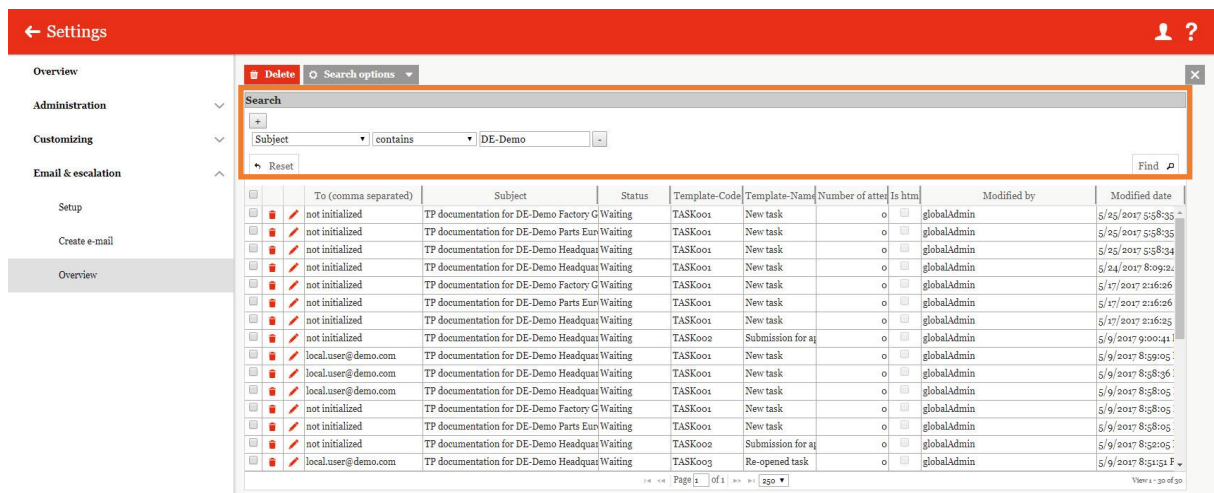 ← Settings ?
Overview
Administration
Customizing
Email & escalation
Setup
Create e-mail
Overview
Delete Search options
Search
+
Subject contains DE-Demo -
Reset Find
To (comma separated) Subject Status Template-Code Template-Name Number of atter Is htm Modified by Modified date
not initialized TP documentation for DE-Demo Factory G Waiting TASK001 New task 0 globalAdmin 5/25/2017 5:58:35
not initialized TP documentation for DE-Demo Parts Eur Waiting TASK001 New task 0 globalAdmin 5/25/2017 5:58:35
not initialized TP documentation for DE-Demo Headquar Waiting TASK001 New task 0 globalAdmin 5/25/2017 5:58:34
not initialized TP documentation for DE-Demo Headquar Waiting TASK001 New task 0 globalAdmin 5/24/2017 8:09:24
not initialized TP documentation for DE-Demo Factory G Waiting TASK001 New task 0 globalAdmin 5/17/2017 2:16:26
not initialized TP documentation for DE-Demo Parts Eur Waiting TASK001 New task 0 globalAdmin 5/17/2017 2:16:26
not initialized TP documentation for DE-Demo Headquar Waiting TASK001 New task 0 globalAdmin 5/17/2017 2:16:25
not initialized TP documentation for DE-Demo Headquar Waiting TASK002 Submission for ap 0 globalAdmin 5/9/2017 9:00:41
local.user@demo.com TP documentation for DE-Demo Headquar Waiting TASK001 New task 0 globalAdmin 5/9/2017 8:59:05
local.user@demo.com TP documentation for DE-Demo Headquar Waiting TASK001 New task 0 globalAdmin 5/9/2017 8:58:36
local.user@demo.com TP documentation for DE-Demo Headquar Waiting TASK001 New task 0 globalAdmin 5/9/2017 8:58:05
not initialized TP documentation for DE-Demo Factory G Waiting TASK001 New task 0 globalAdmin 5/9/2017 8:58:05
not initialized TP documentation for DE-Demo Parts Eur Waiting TASK001 New task 0 globalAdmin 5/9/2017 8:58:05
not initialized TP documentation for DE-Demo Headquar Waiting TASK002 Submission for ap 0 globalAdmin 5/9/2017 8:52:05
local.user@demo.com TP documentation for DE-Demo Headquar Waiting TASK003 Re-opened task 0 globalAdmin 5/9/2017 8:51:51 P
Page 1 of 1 250 View 1 - 30 of 30